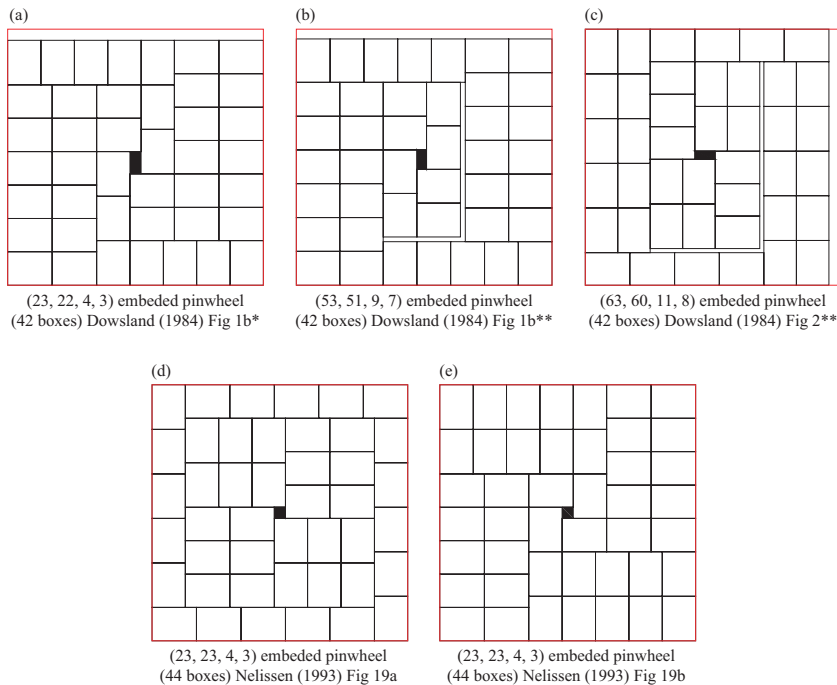 (a)
(b)
(c)
(23, 22, 4, 3) embeded pinwheel
(42 boxes) Dowsland (1984) Fig 1b*
(53, 51, 9, 7) embeded pinwheel
(42 boxes) Dowsland (1984) Fig 1b**
(63, 60, 11, 8) embeded pinwheel
(42 boxes) Dowsland (1984) Fig 2**
(d)
(e)
(23, 23, 4, 3) embeded pinwheel
(44 boxes) Nelissen (1993) Fig 19a
(23, 23, 4, 3) embeded pinwheel
(44 boxes) Nelissen (1993) Fig 19b